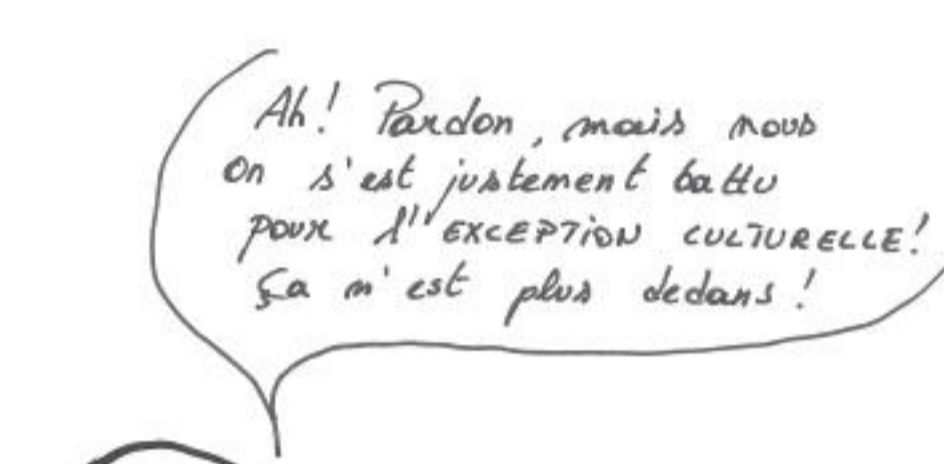 Ah! Pardon, mais nous
On s'est justement battu
pour l'"EXCEPTION CULTURELLE!
Ça n'est plus dedans!